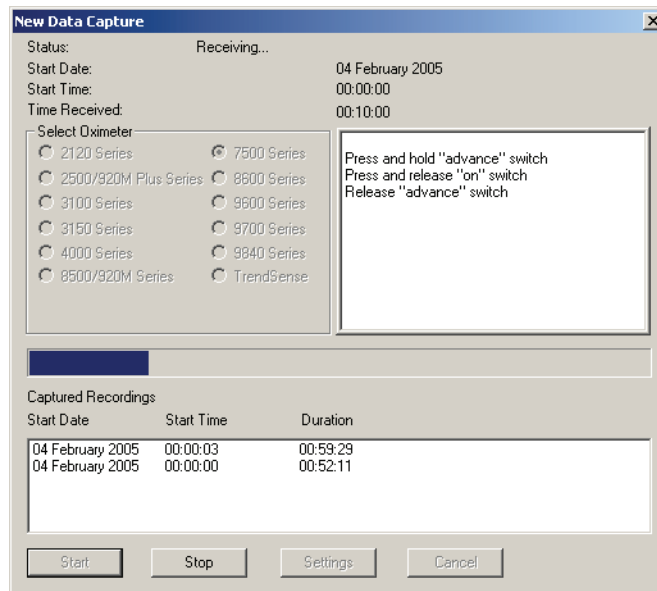 New Data Capture
Status: Receiving...
Start Date: 04 February 2005
Start Time: 00:00:00
Time Received: 00:10:00
Select Oximeter
2120 Series 7500 Series
2500/920M Plus Series 8600 Series
3100 Series 9600 Series
3150 Series 9700 Series
4000 Series 9840 Series
8500/920M Series TrendSense
Press and hold "advance" switch
Press and release "on" switch
Release "advance" switch
Captured Recordings
Start Date Start Time Duration
04 February 2005 00:00:03 00:59:29
04 February 2005 00:00:00 00:52:11
Start Stop Settings Cancel